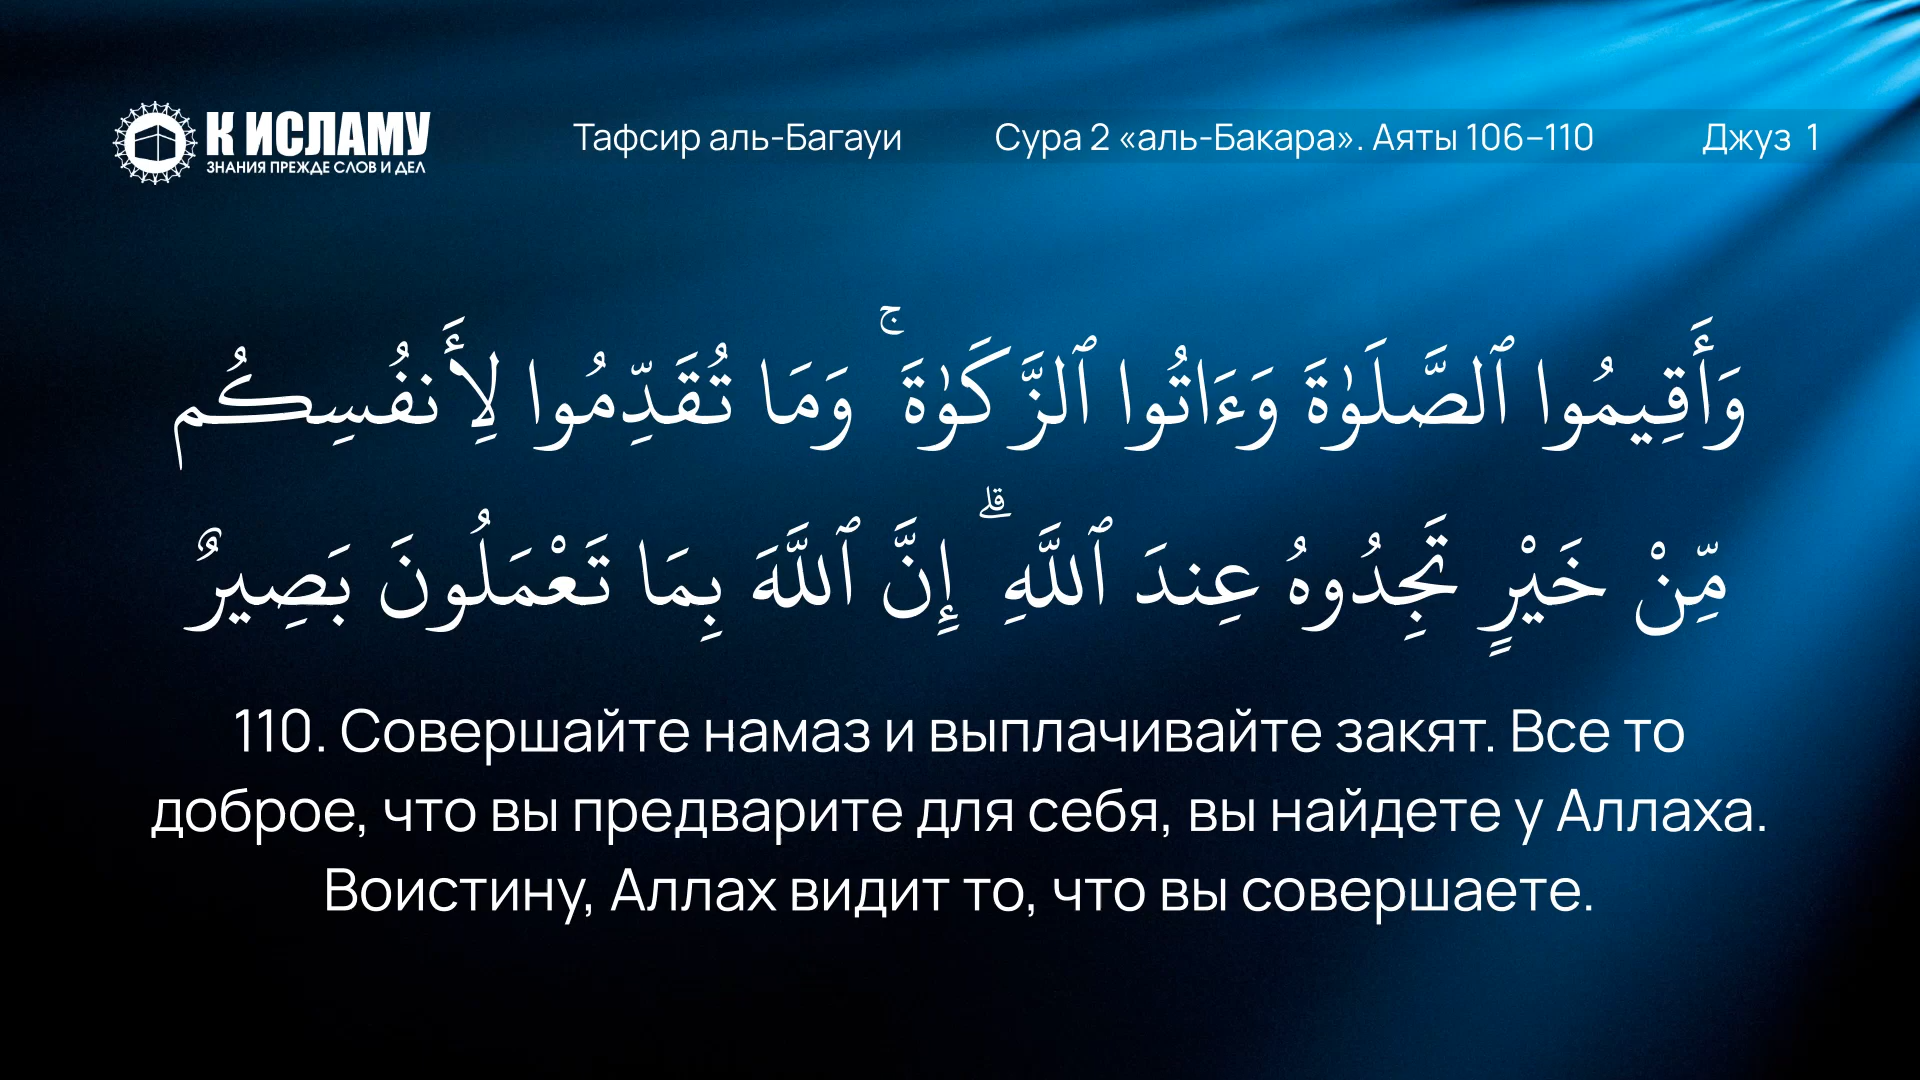 К ИСЛАМУ
ЗНАНИЯ ПРЕЖДЕ СЛОВ И ДЕЛ
Тафсир аль-Багауи
Сура 2 «аль-Бакара». Аяты 106–110
Джуз 1
وَأَقِيمُوا ٱلصَّلَوٰةَ وَءَاتُوا ٱلزَّكَوٰةَ ۚ وَمَا تُقَدِّمُوا لِأَنفُسِكُم
مِّنْ خَيْرٍ تَجِدُوهُ عِندَ ٱللَّهِ ۗ إِنَّ ٱللَّهَ بِمَا تَعْمَلُونَ بَصِيرٌ
110. Совершайте намаз и выплачивайте закят. Все то
доброе, что вы предварите для себя, вы найдете у Аллаха.
Воистину, Аллах видит то, что вы совершаете.